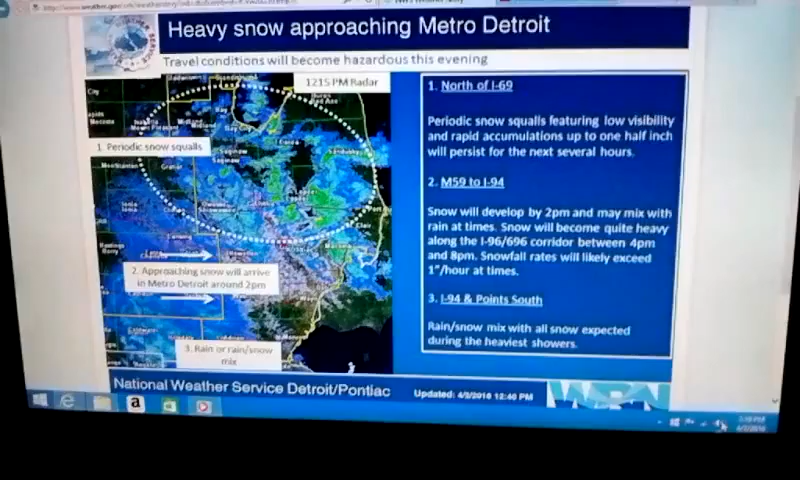 Heavy snow approaching Metro Detroit
Travel conditions will become hazardous this evening
1215 PM Radar
1. Periodic snow squalls
2. Approaching snow will arrive
in Metro Detroit around 2pm
3. Rain or rain/snow
mix
1. North of I-69
Periodic snow squalls featuring low visibility
and rapid accumulations up to one half inch
will persist for the next several hours.
2. M59 to I-94
Snow will develop by 2pm and may mix with
rain at times. Snow will become quite heavy
along the I-96/696 corridor between 4pm
and 8pm. Snowfall rates will likely exceed
1"/hour at times.
3. I-94 & Points South
Rain/snow mix with all snow expected
during the heaviest showers.
National Weather Service Detroit/Pontiac
Updated: 4/2/2016 12:40 PM